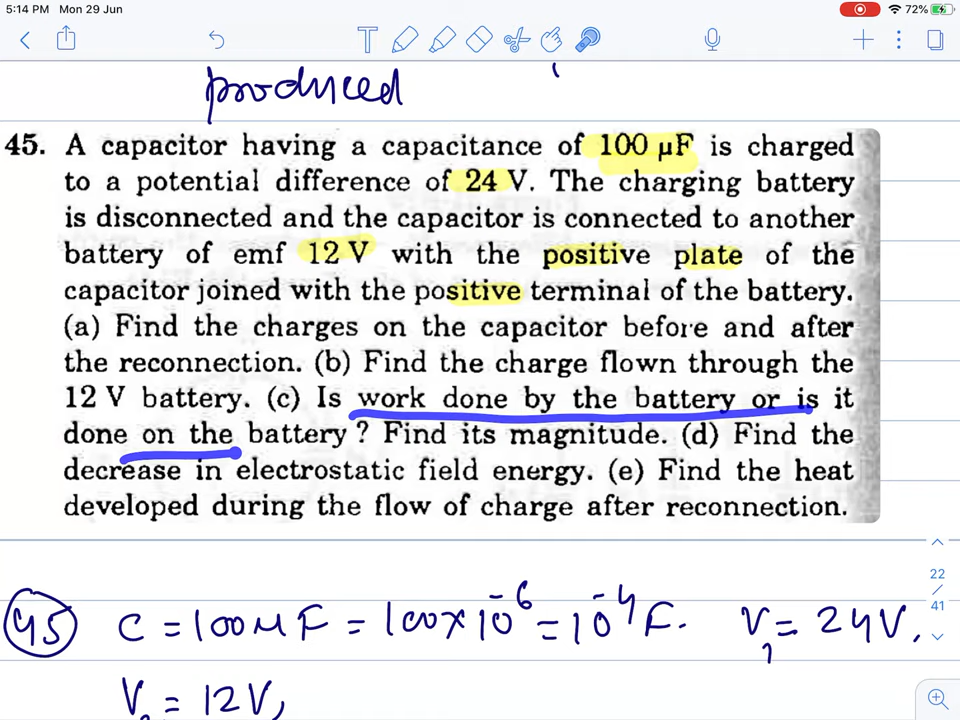 5:14 PM Mon 29 Jun
72%
T
produced
45. A capacitor having a capacitance of 100 μF is charged
to a potential difference of 24 V. The charging battery
is disconnected and the capacitor is connected to another
battery of emf 12 V with the positive plate of the
capacitor joined with the positive terminal of the battery.
(a) Find the charges on the capacitor before and after
the reconnection. (b) Find the charge flown through the
12 V battery. (c) Is work done by the battery or is it
done on the battery? Find its magnitude. (d) Find the
decrease in electrostatic field energy. (e) Find the heat
developed during the flow of charge after reconnection.
22
/
41
45 C = 100 μF = 100×10⁻⁶ = 10⁻⁴ F. V₁ = 24V,
V₂ = 12V,